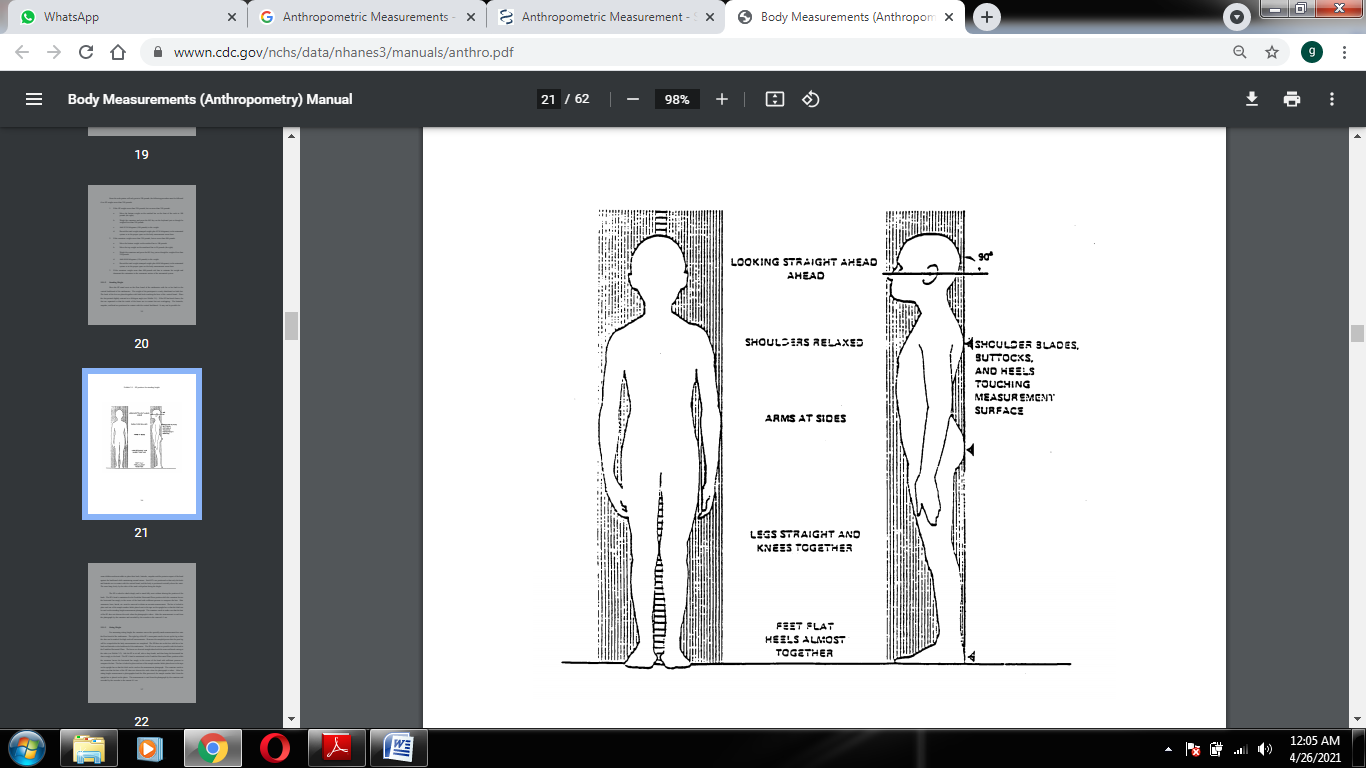 WhatsApp
Anthropometric Measurements -
Anthropometric Measurement - S
Body Measurements (Anthropom
wwwn.cdc.gov/nchs/data/nhanes3/manuals/anthro.pdf
g
Body Measurements (Anthropometry) Manual
21 / 62
98%
19
20
21
22
LOOKING STRAIGHT AHEAD
AHEAD
90°
SHOULDERS RELAXED
SHOULDER BLADES,
BUTTOCKS,
AND HEELS
TOUCHING
MEASUREMENT
SURFACE
ARMS AT SIDES
LEGS STRAIGHT AND
KNEES TOGETHER
FEET FLAT
HEELS ALMOST
TOGETHER
12:05 AM
4/26/2021